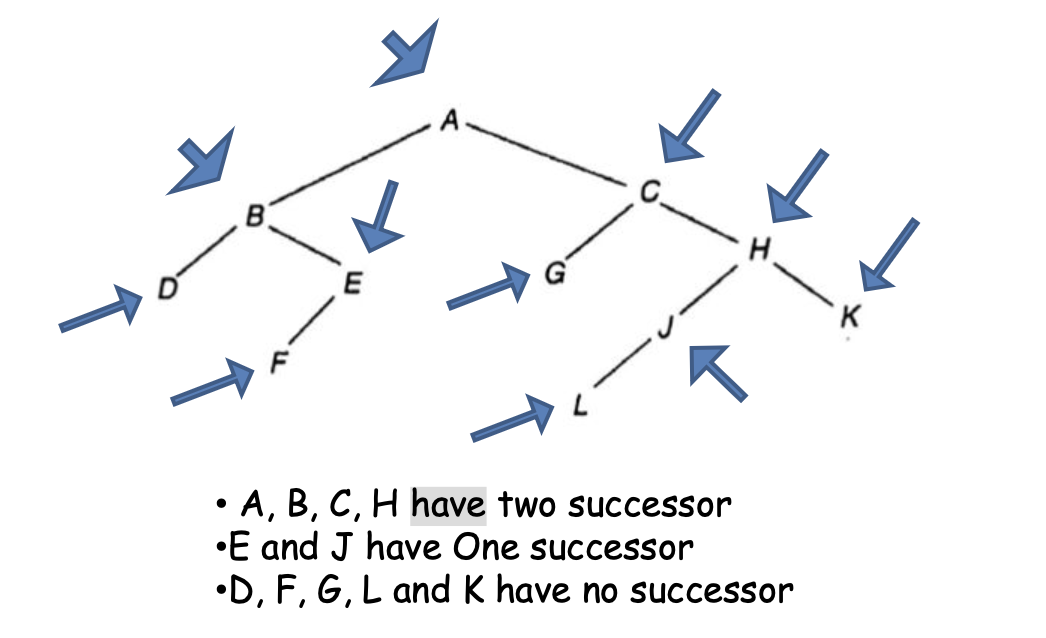 A
C
B
H
G
E
D
K
J
F
L
• A, B, C, H have two successor
•E and J have One successor
•D, F, G, L and K have no successor